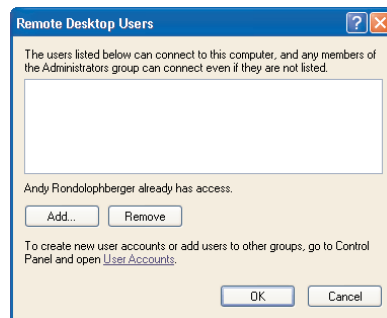 Remote Desktop Users
The users listed below can connect to this computer, and any members of
the Administrators group can connect even if they are not listed.
Andy Rondolophberger already has access.
Add...
Remove
To create new user accounts or add users to other groups, go to Control
Panel and open User Accounts.
OK
Cancel